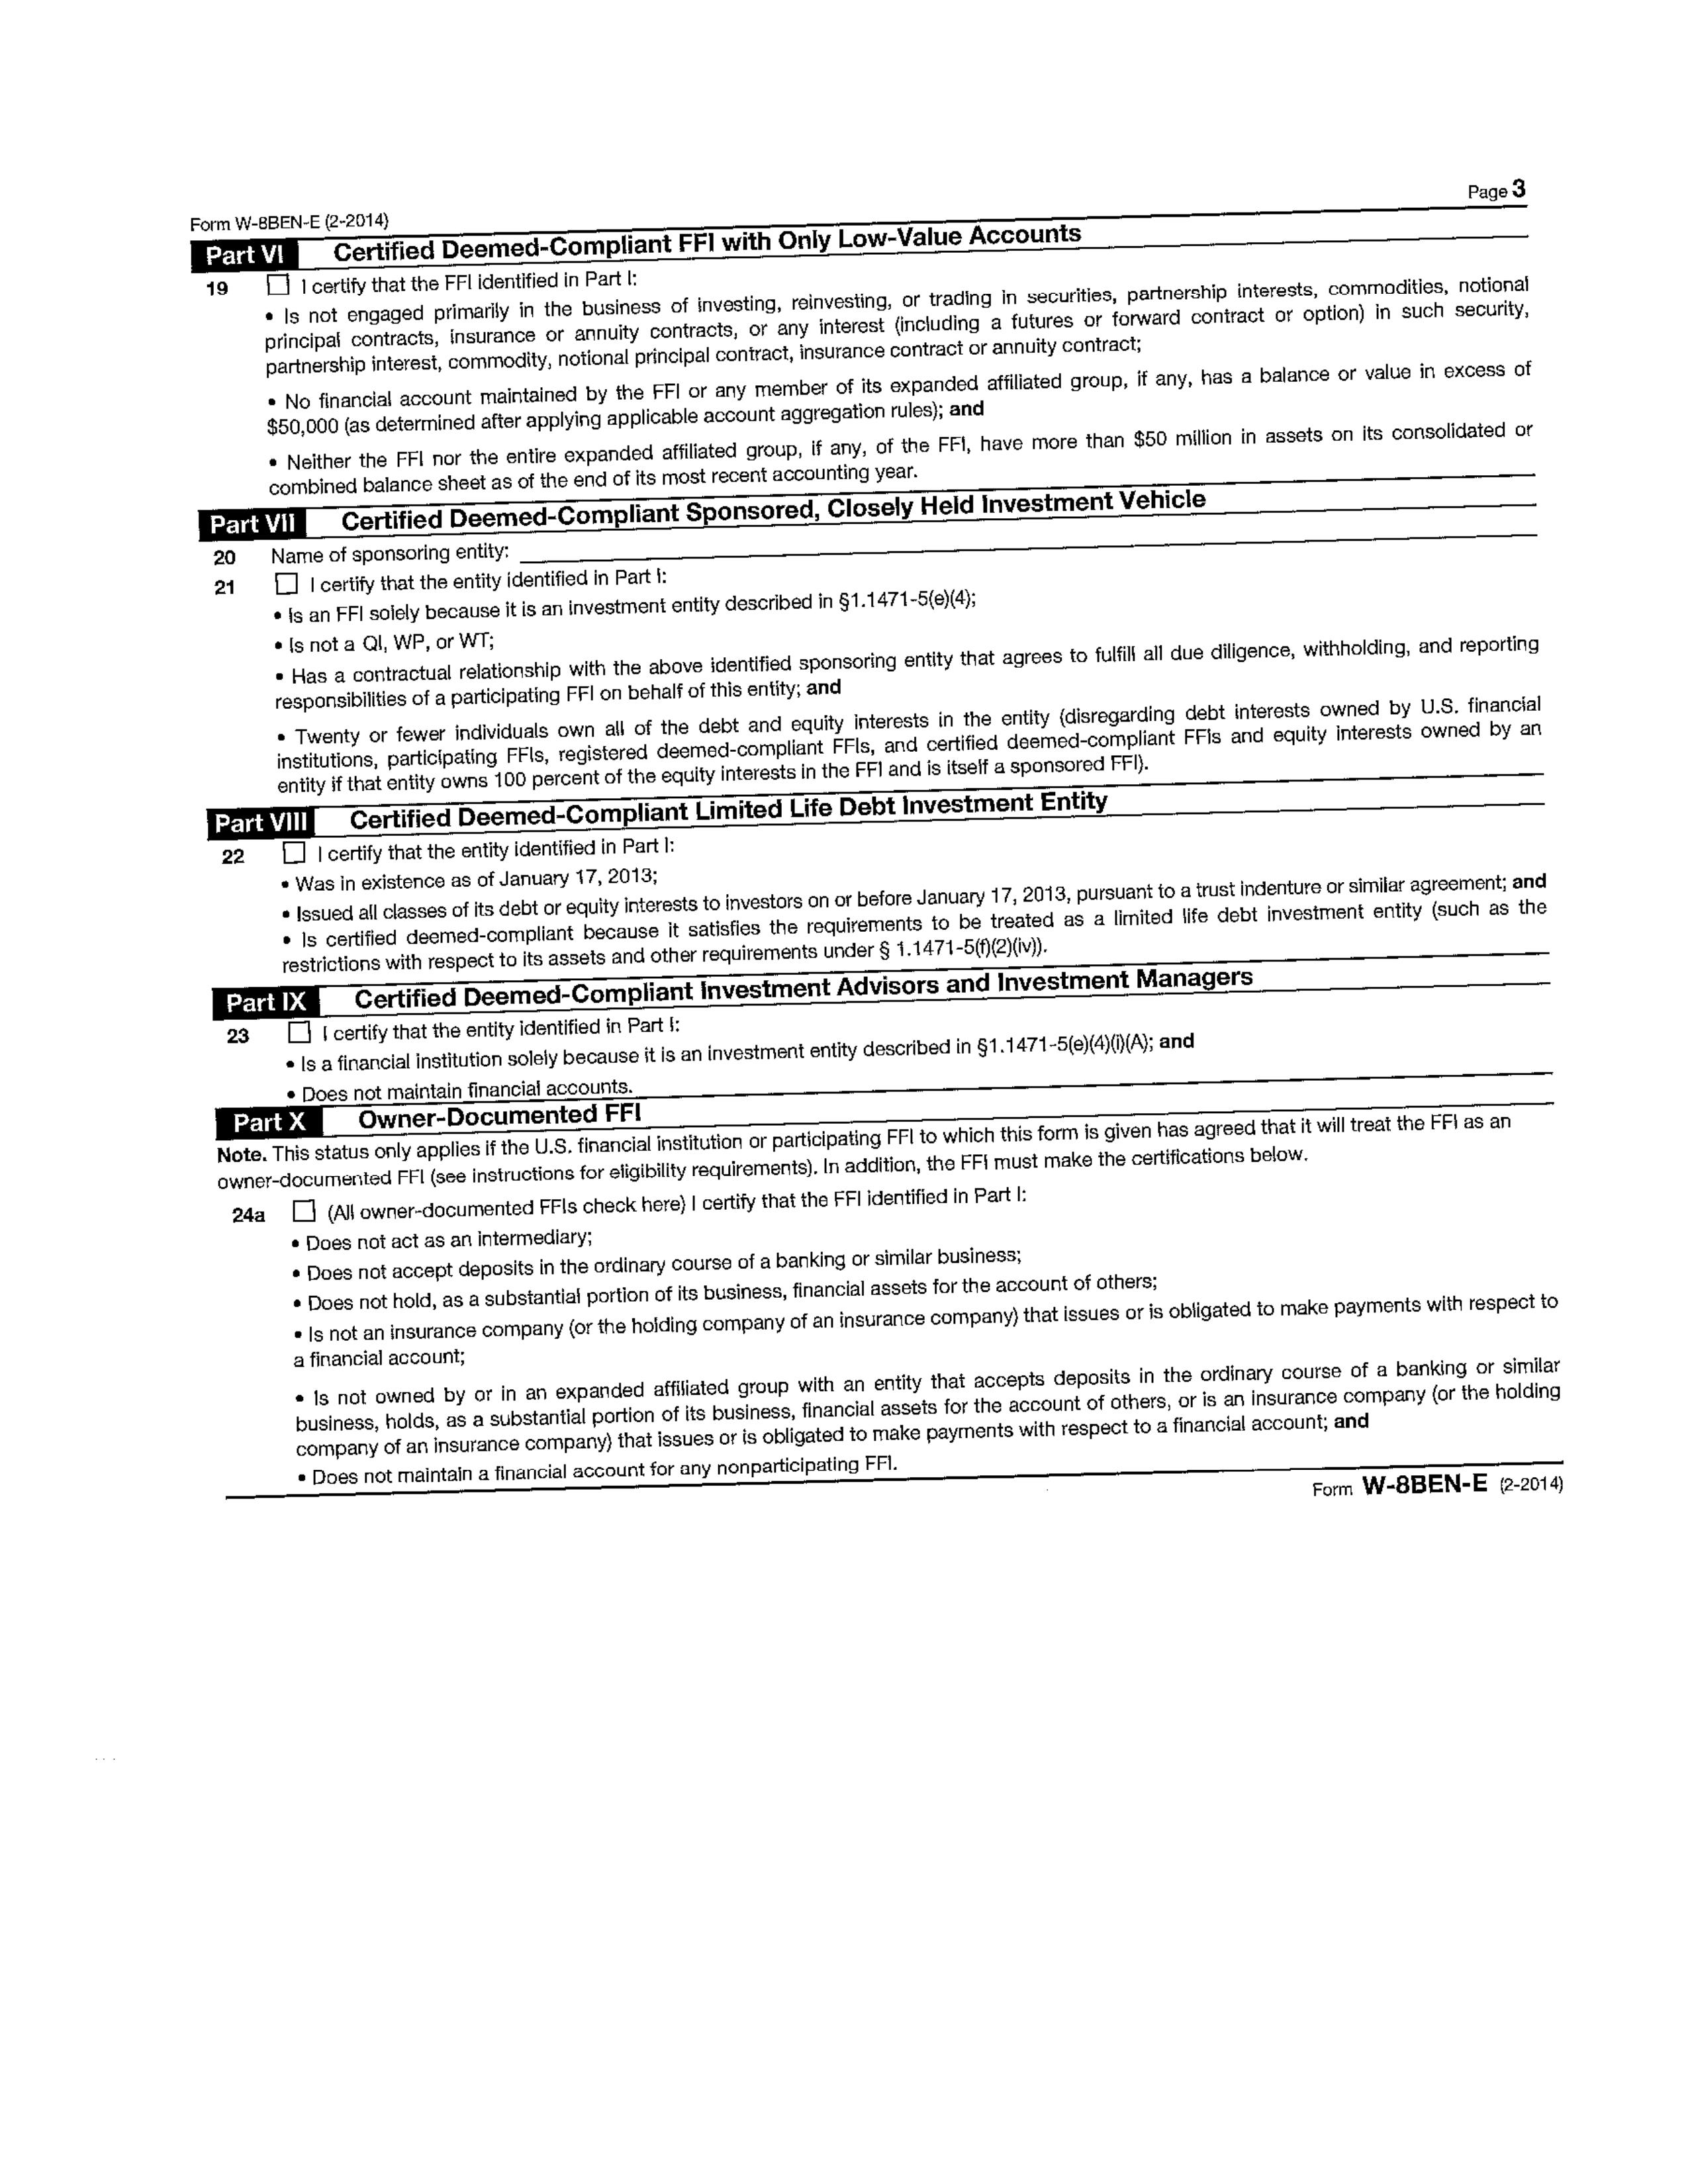 Form W-8BEN-E (2-2014)
Page 3
Part VI Certified Deemed-Compliant FFI with Only Low-Value Accounts
19 I certify that the FFI identified in Part I:
• Is not engaged primarily in the business of investing, reinvesting, or trading in securities, partnership interests, commodities, notional
principal contracts, insurance or annuity contracts, or any interest (including a futures or forward contract or option) in such security,
partnership interest, commodity, notional principal contract, insurance contract or annuity contract;
• No financial account maintained by the FFI or any member of its expanded affiliated group, if any, has a balance or value in excess of
$50,000 (as determined after applying applicable account aggregation rules); and
• Neither the FFI nor the entire expanded affiliated group, if any, of the FFI, have more than $50 million in assets on its consolidated or
combined balance sheet as of the end of its most recent accounting year.
Part VII Certified Deemed-Compliant Sponsored, Closely Held Investment Vehicle
20 Name of sponsoring entity:
21 I certify that the entity identified in Part I:
• Is an FFI solely because it is an investment entity described in §1.1471-5(e)(4);
• Is not a QI, WP, or WT;
• Has a contractual relationship with the above identified sponsoring entity that agrees to fulfill all due diligence, withholding, and reporting
responsibilities of a participating FFI on behalf of this entity; and
• Twenty or fewer individuals own all of the debt and equity interests in the entity (disregarding debt interests owned by U.S. financial
institutions, participating FFIs, registered deemed-compliant FFIs, and certified deemed-compliant FFIs and equity interests owned by an
entity if that entity owns 100 percent of the equity interests in the FFI and is itself a sponsored FFI).
Part VIII Certified Deemed-Compliant Limited Life Debt Investment Entity
22 I certify that the entity identified in Part I:
• Was in existence as of January 17, 2013;
• Issued all classes of its debt or equity interests to investors on or before January 17, 2013, pursuant to a trust indenture or similar agreement; and
• Is certified deemed-compliant because it satisfies the requirements to be treated as a limited life debt investment entity (such as the
restrictions with respect to its assets and other requirements under § 1.1471-5(f)(2)(iv)).
Part IX Certified Deemed-Compliant Investment Advisors and Investment Managers
23 I certify that the entity identified in Part I:
• Is a financial institution solely because it is an investment entity described in §1.1471-5(e)(4)(i)(A); and
• Does not maintain financial accounts.
Part X Owner-Documented FFI
Note. This status only applies if the U.S. financial institution or participating FFI to which this form is given has agreed that it will treat the FFI as an
owner-documented FFI (see instructions for eligibility requirements). In addition, the FFI must make the certifications below.
24a (All owner-documented FFIs check here) I certify that the FFI identified in Part I:
• Does not act as an intermediary;
• Does not accept deposits in the ordinary course of a banking or similar business;
• Does not hold, as a substantial portion of its business, financial assets for the account of others;
• Is not an insurance company (or the holding company of an insurance company) that issues or is obligated to make payments with respect to
a financial account;
• Is not owned by or in an expanded affiliated group with an entity that accepts deposits in the ordinary course of a banking or similar
business, holds, as a substantial portion of its business, financial assets for the account of others, or is an insurance company (or the holding
company of an insurance company) that issues or is obligated to make payments with respect to a financial account; and
• Does not maintain a financial account for any nonparticipating FFI.
Form W-8BEN-E (2-2014)